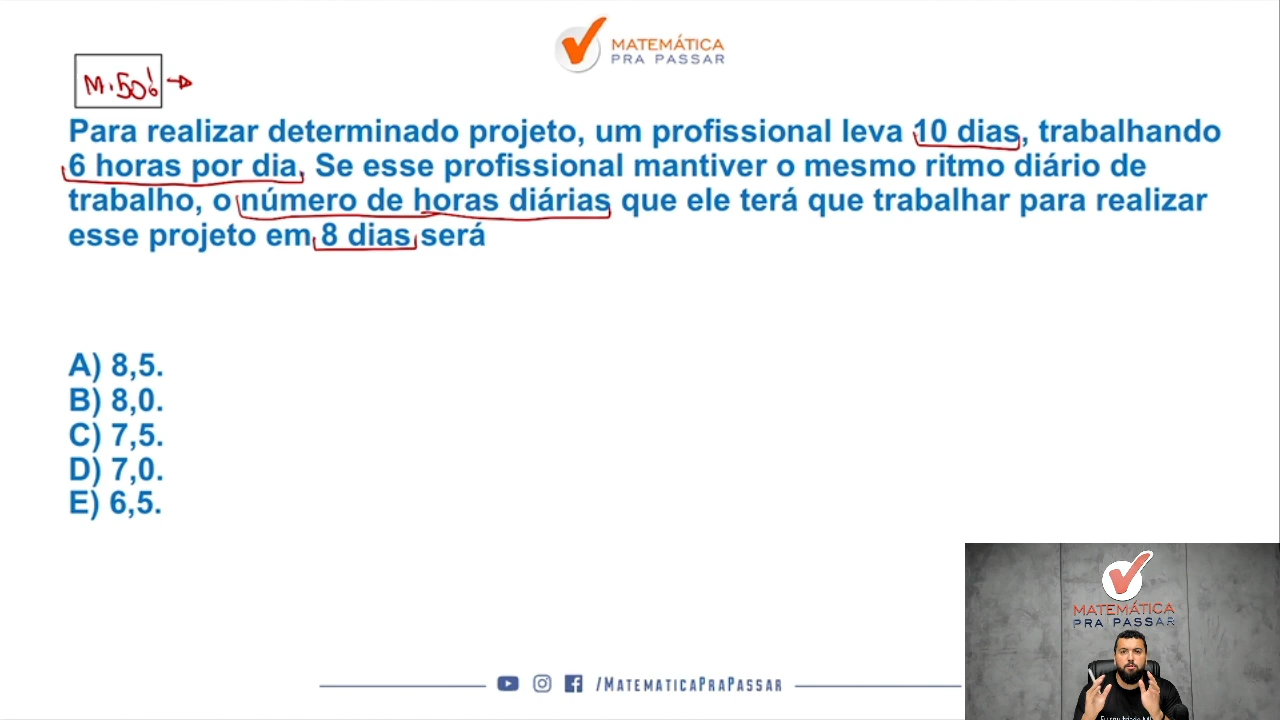 MATEMÁTICA
PRA PASSAR
M.50!
Para realizar determinado projeto, um profissional leva 10 dias, trabalhando
6 horas por dia. Se esse profissional mantiver o mesmo ritmo diário de
trabalho, o número de horas diárias que ele terá que trabalhar para realizar
esse projeto em 8 dias será
A) 8,5.
B) 8,0.
C) 7,5.
D) 7,0.
E) 6,5.
MATEMÁTICA
PRA PASSAR
/MATEMATICAPRAPASSAR